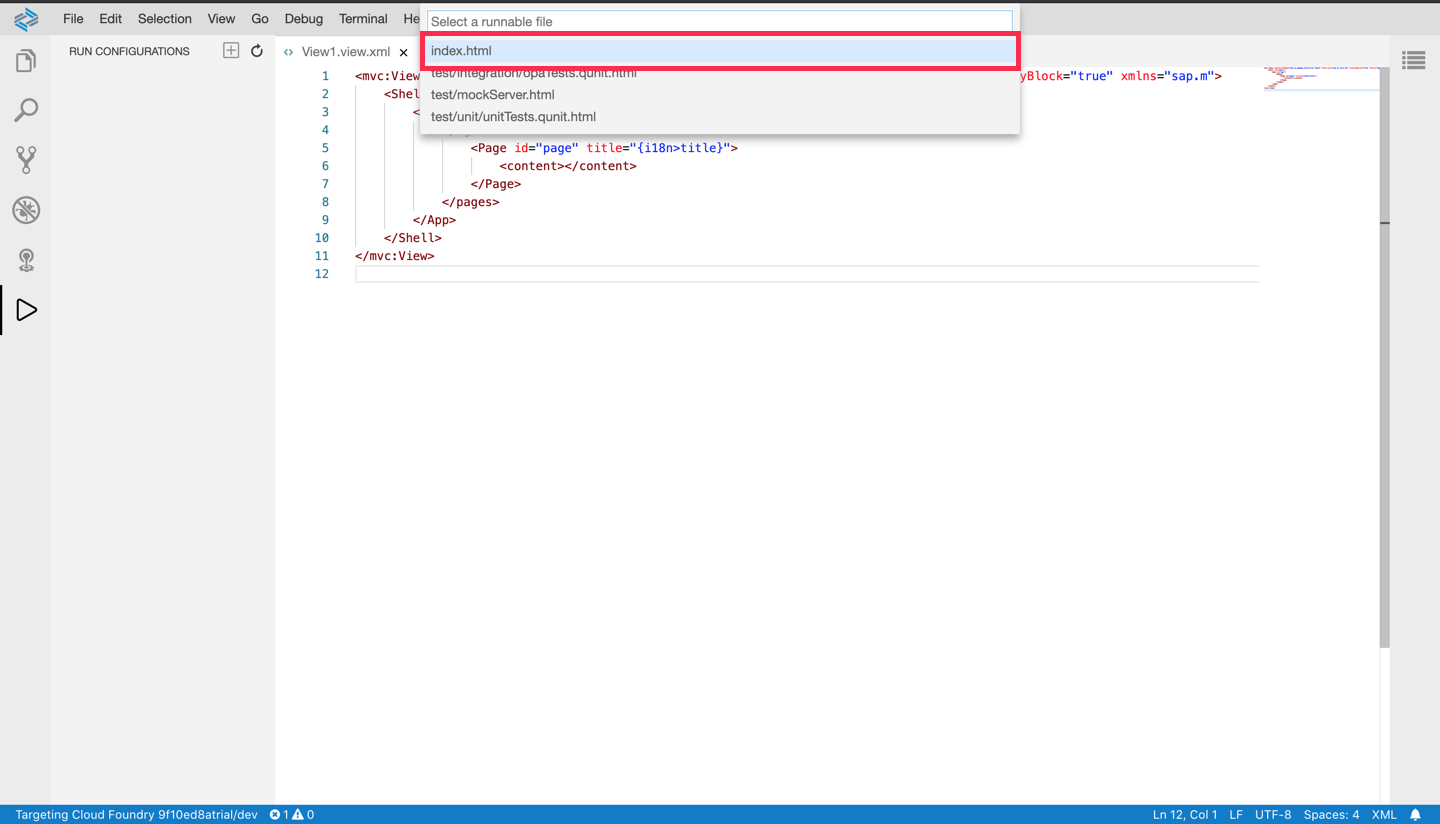 File Edit Selection View Go Debug Terminal He
Select a runnable file
index.html
test/integration/opaTests.qunit.html
test/mockServer.html
test/unit/unitTests.qunit.html
RUN CONFIGURATIONS
View1.view.xml
1 <mvc:View yBlock="true" xmlns="sap.m">
2 <Shel
3 <
4
5 <Page id="page" title="{i18n>title}">
6 <content></content>
7 </Page>
8 </pages>
9 </App>
10 </Shell>
11 </mvc:View>
12
Targeting Cloud Foundry 9f10ed8atrial/dev 1 0 Ln 12, Col 1 LF UTF-8 Spaces: 4 XML